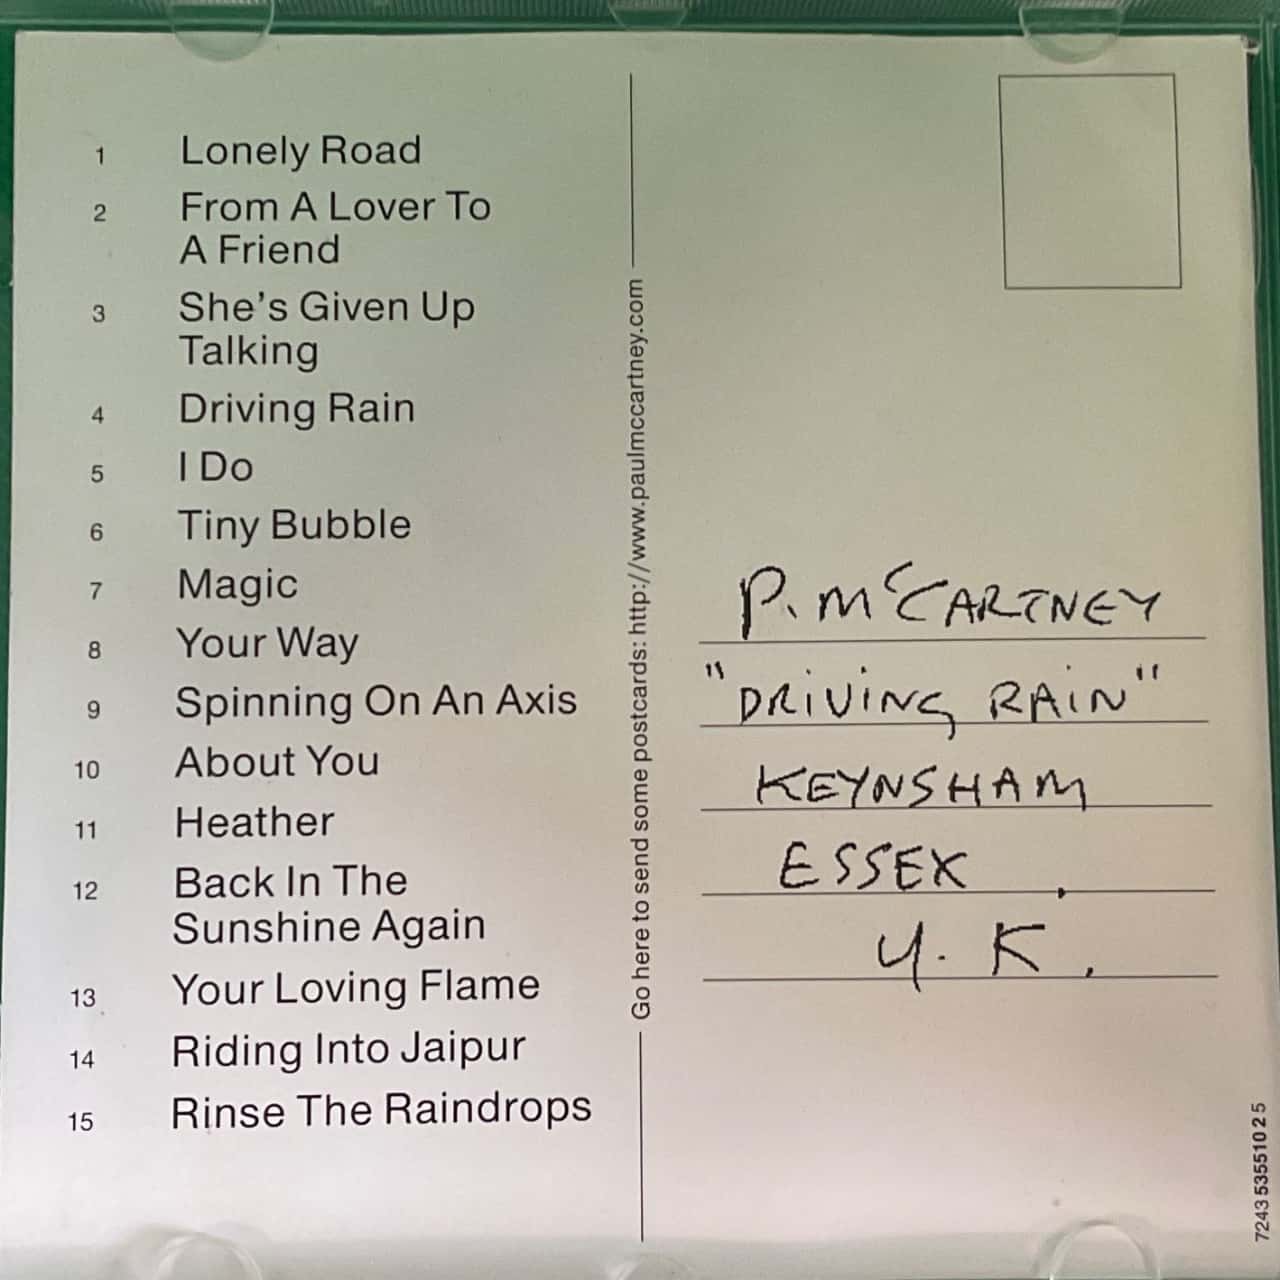 1 Lonely Road
2 From A Lover To
A Friend
3 She's Given Up
Talking
4 Driving Rain
5 I Do
6 Tiny Bubble
7 Magic
8 Your Way
9 Spinning On An Axis
10 About You
11 Heather
12 Back In The
Sunshine Again
13 Your Loving Flame
14 Riding Into Jaipur
15 Rinse The Raindrops
Go here to send some postcards: http://www.paulmccartney.com
P. McCARTNEY
"DRIVING RAIN"
KEYNSHAM
ESSEX,
U.K.
7243 5355102 5